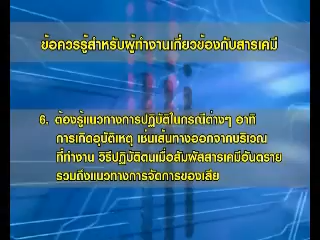 ข้อควรรู้สำหรับผู้ทำงานเกี่ยวข้องกับสารเคมี
6. ต้องรู้แนวทางการปฏิบัติในกรณีต่างๆ อาทิ
การเกิดอุบัติเหตุ เช่นเส้นทางออกจากบริเวณ
ที่ทำงาน วิธีปฏิบัติตนเมื่อสัมผัสสารเคมีอันตราย
รวมถึงแนวทางการจัดการของเสีย